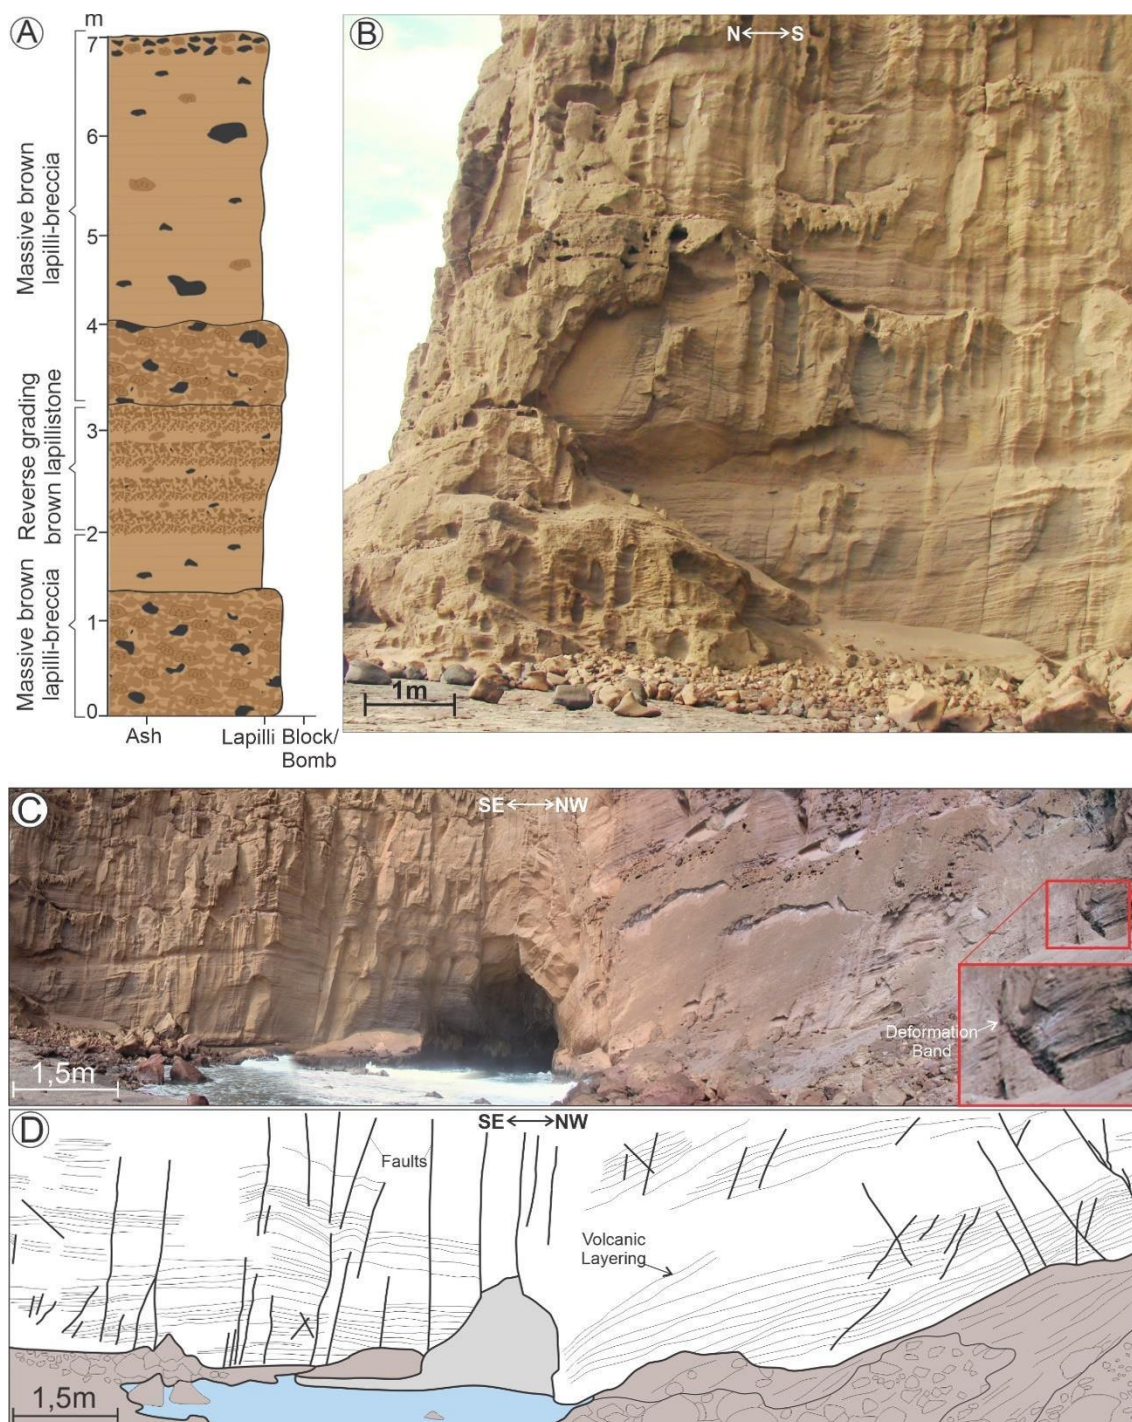 A
m
7
6
5
4
3
2
1
0
Massive brown
lapilli-breccia
Reverse grading
brown lapillistone
Massive brown
lapilli-breccia
Ash
Lapilli
Block/
Bomb
B
N S
1m
C
SE NW
Deformation
Band
1,5m
D
SE NW
Faults
Volcanic
Layering
1,5m